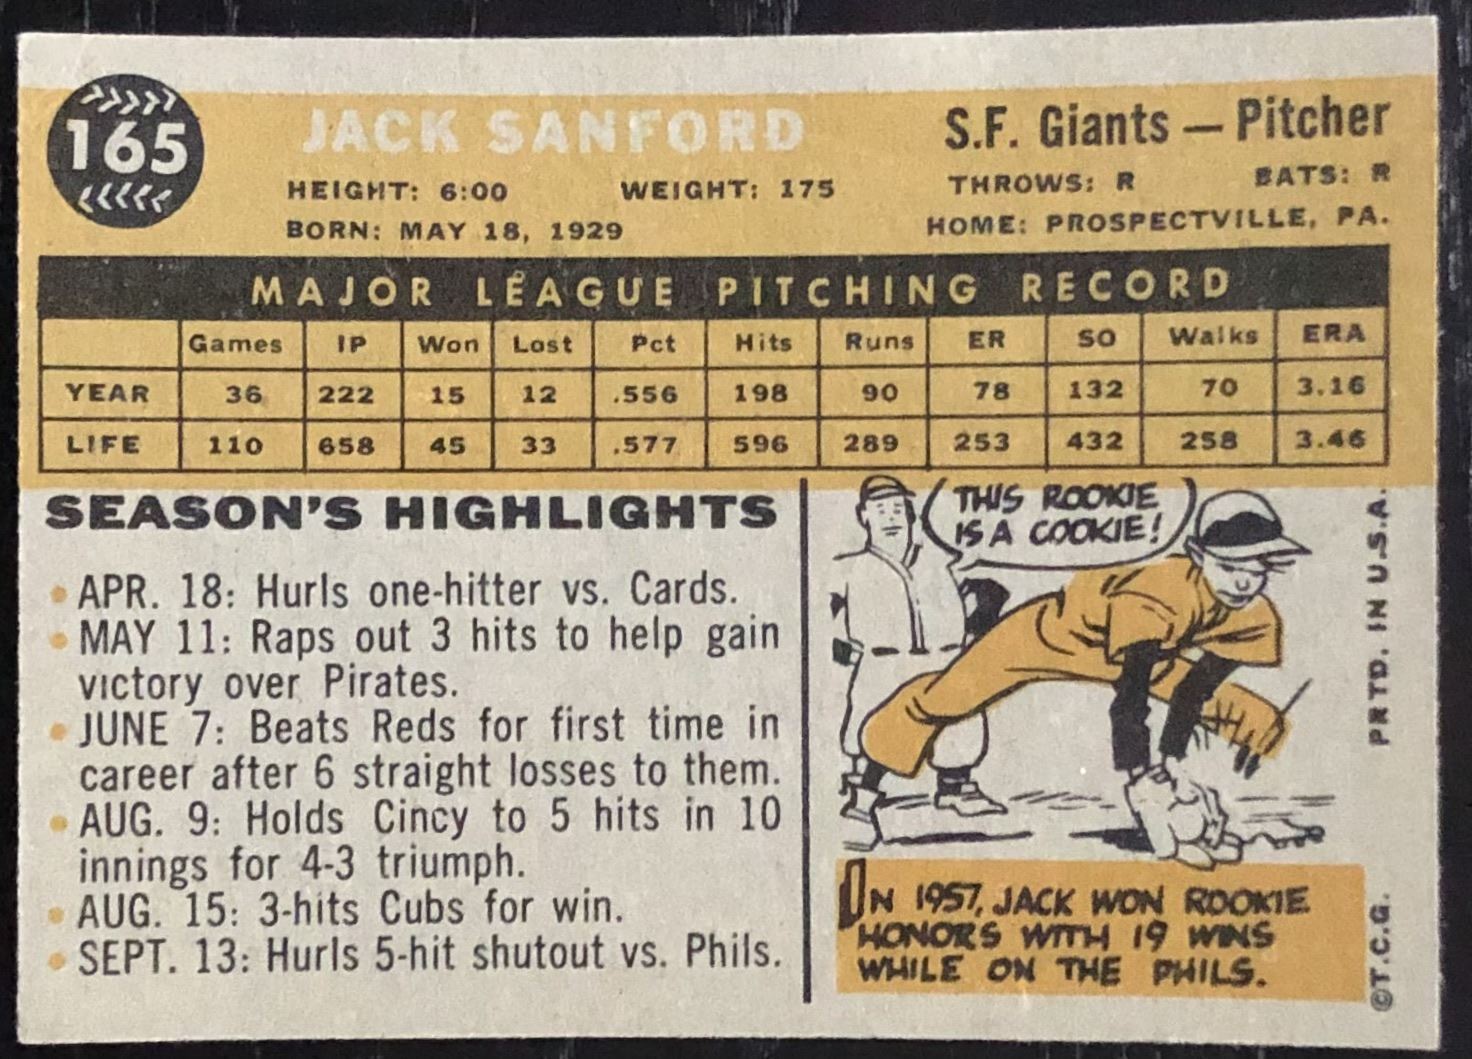 165
JACK SANFORD
S.F. Giants — Pitcher
HEIGHT: 6:00 WEIGHT: 175
THROWS: R BATS: R
BORN: MAY 18, 1929
HOME: PROSPECTVILLE, PA.
MAJOR LEAGUE PITCHING RECORD
Games IP Won Lost Pct Hits Runs ER SO Walks ERA
YEAR 36 222 15 12 .556 198 90 78 132 70 3.16
LIFE 110 658 45 33 .577 596 289 253 432 258 3.46
SEASON'S HIGHLIGHTS
• APR. 18: Hurls one-hitter vs. Cards.
• MAY 11: Raps out 3 hits to help gain
victory over Pirates.
• JUNE 7: Beats Reds for first time in
career after 6 straight losses to them.
• AUG. 9: Holds Cincy to 5 hits in 10
innings for 4-3 triumph.
• AUG. 15: 3-hits Cubs for win.
• SEPT. 13: Hurls 5-hit shutout vs. Phils.
THIS ROOKIE
IS A COOKIE!
IN 1957, JACK WON ROOKIE
HONORS WITH 19 WINS
WHILE ON THE PHILS.
©T.C.G. PRTD. IN U.S.A.